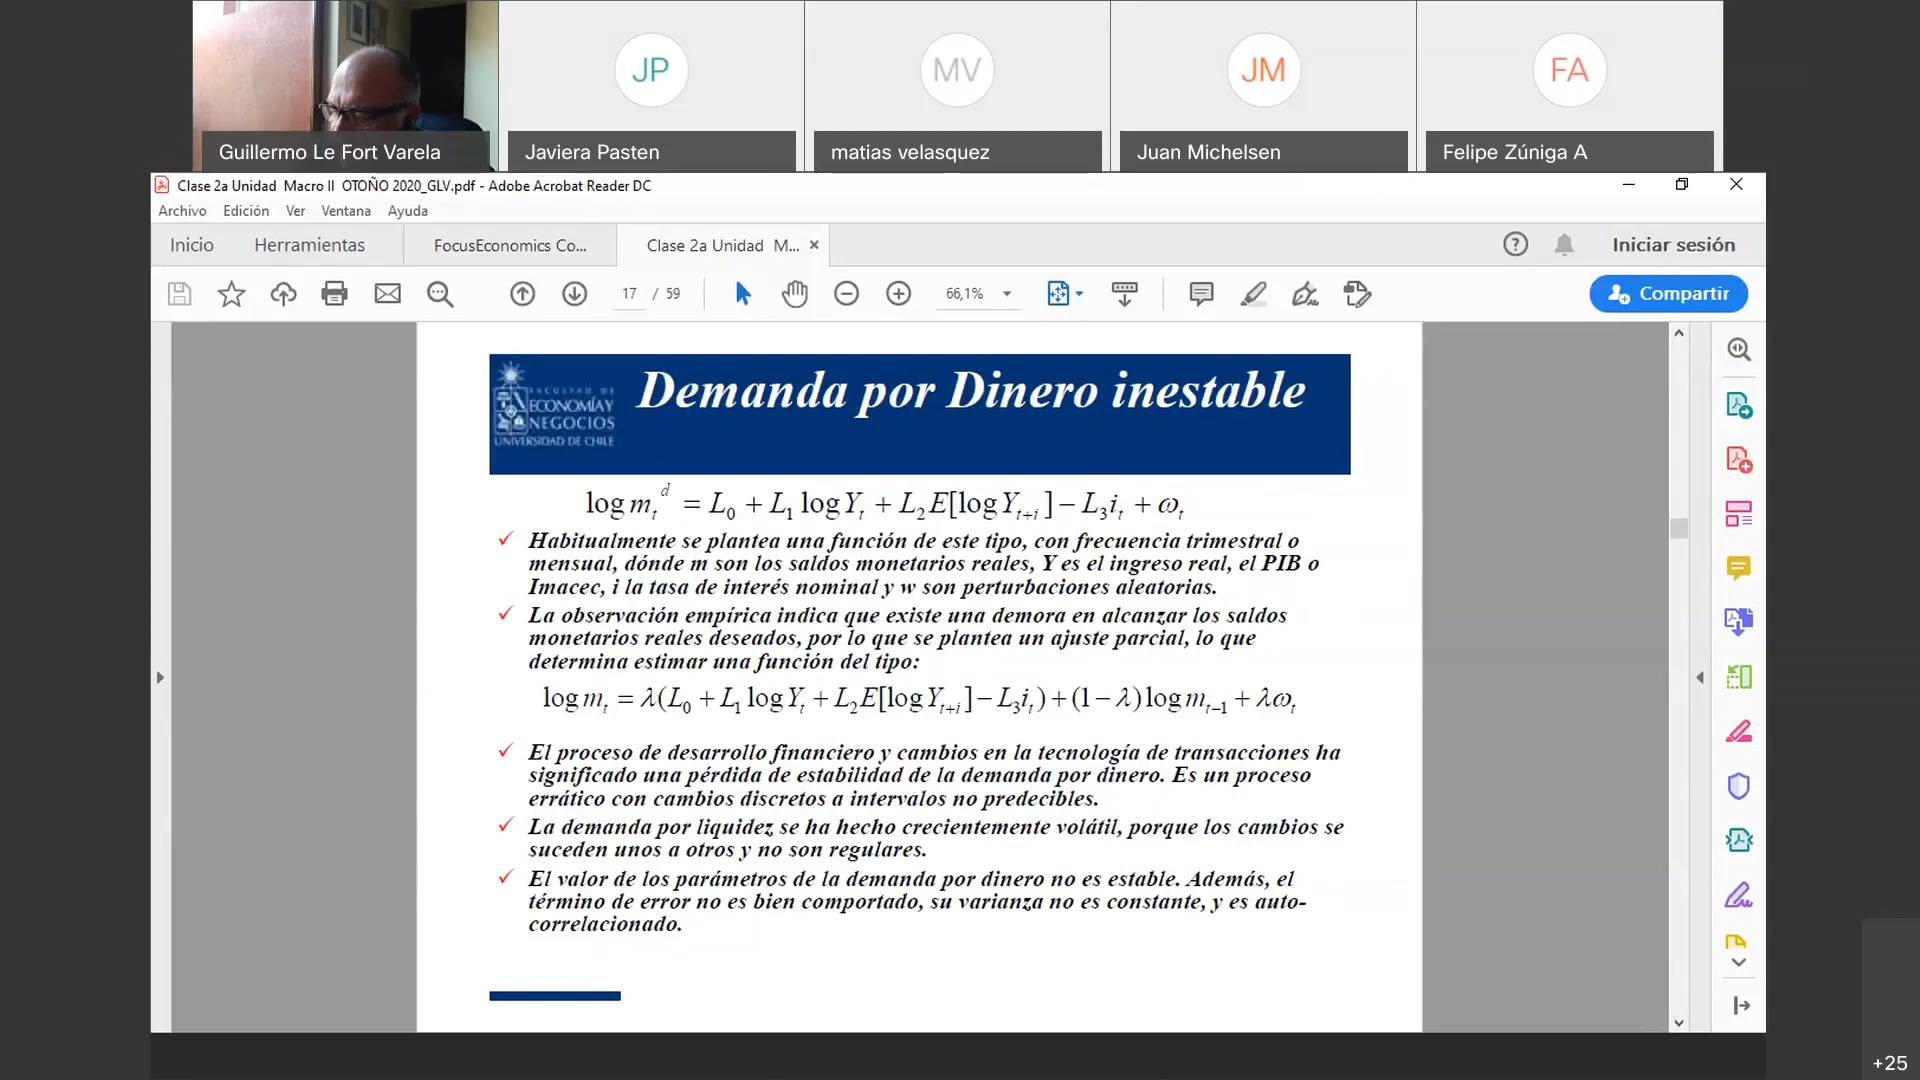 JP
MV
JM
FA
Guillermo Le Fort Varela
Javiera Pasten
matias velasquez
Juan Michelsen
Felipe Zúniga A
Clase 2a Unidad Macro II OTOÑO 2020_GLV.pdf - Adobe Acrobat Reader DC
Archivo Edición Ver Ventana Ayuda
Inicio Herramientas FocusEconomics Co... Clase 2a Unidad M... × Iniciar sesión
17 / 59 66,1% Compartir
FACULTAD DE
ECONOMÍA Y
NEGOCIOS
UNIVERSIDAD DE CHILE
Demanda por Dinero inestable
log m_t^d = L_0 + L_1 log Y_t + L_2 E[log Y_{t+i}] − L_3 i_t + ω_t
✓ Habitualmente se plantea una función de este tipo, con frecuencia trimestral o
mensual, dónde m son los saldos monetarios reales, Y es el ingreso real, el PIB o
Imacec, i la tasa de interés nominal y w son perturbaciones aleatorias.
✓ La observación empírica indica que existe una demora en alcanzar los saldos
monetarios reales deseados, por lo que se plantea un ajuste parcial, lo que
determina estimar una función del tipo:
log m_t = λ(L_0 + L_1 log Y_t + L_2 E[log Y_{t+i}] − L_3 i_t) + (1 − λ) log m_{t−1} + λω_t
✓ El proceso de desarrollo financiero y cambios en la tecnología de transacciones ha
significado una pérdida de estabilidad de la demanda por dinero. Es un proceso
errático con cambios discretos a intervalos no predecibles.
✓ La demanda por liquidez se ha hecho crecientemente volátil, porque los cambios se
suceden unos a otros y no son regulares.
✓ El valor de los parámetros de la demanda por dinero no es estable. Además, el
término de error no es bien comportado, su varianza no es constante, y es auto-
correlacionado.
+25